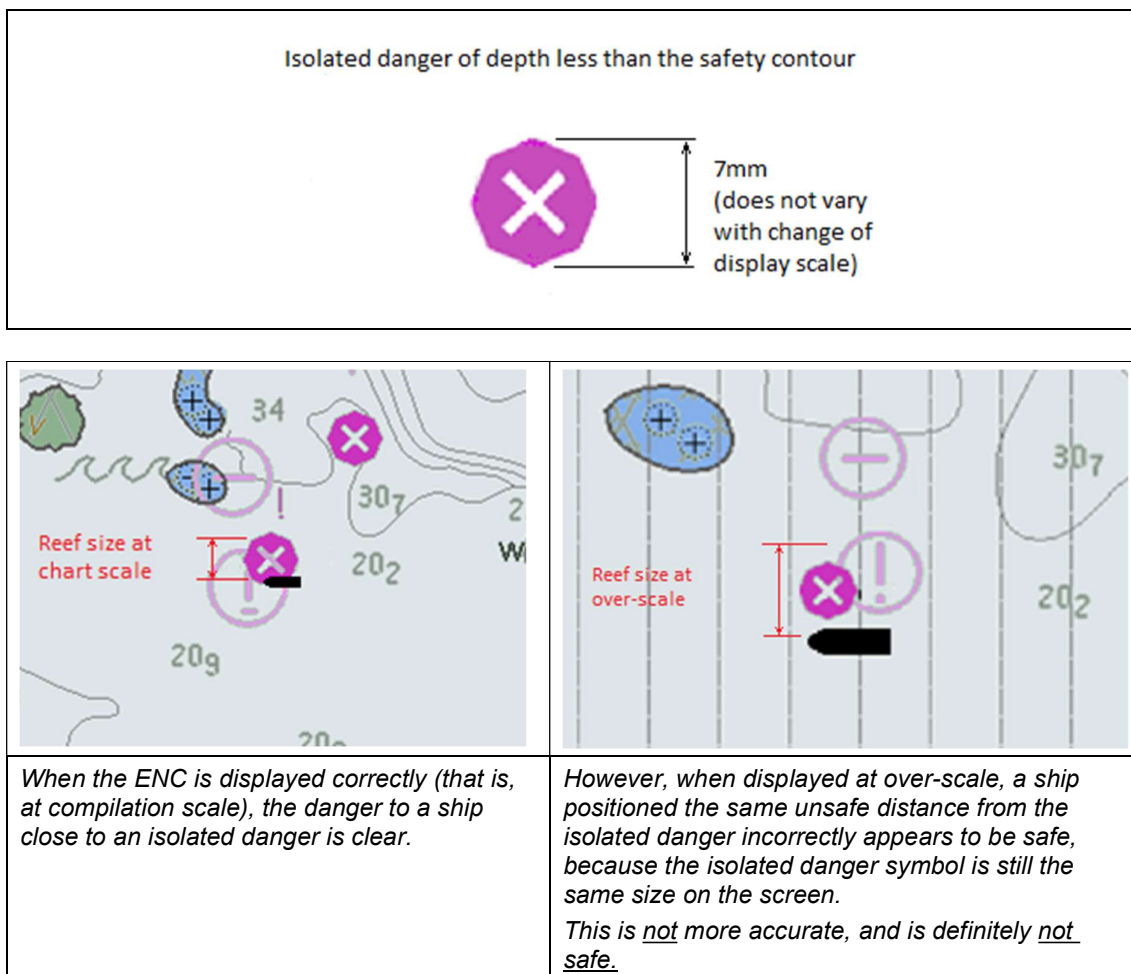 Isolated danger of depth less than the safety contour
7mm
(does not vary
with change of
display scale)
34
30₇
Reef size at
chart scale
!
20₂
20₉
V
2
W
20
30₇
Reef size at
over-scale
!
20₂
When the ENC is displayed correctly (that is,
at compilation scale), the danger to a ship
close to an isolated danger is clear.
However, when displayed at over-scale, a ship
positioned the same unsafe distance from the
isolated danger incorrectly appears to be safe,
because the isolated danger symbol is still the
same size on the screen.
This is not more accurate, and is definitely not
safe.